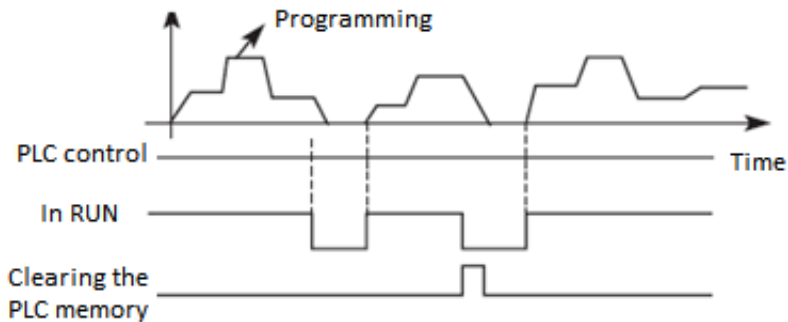 Programming
PLC control
Time
In RUN
Clearing the
PLC memory